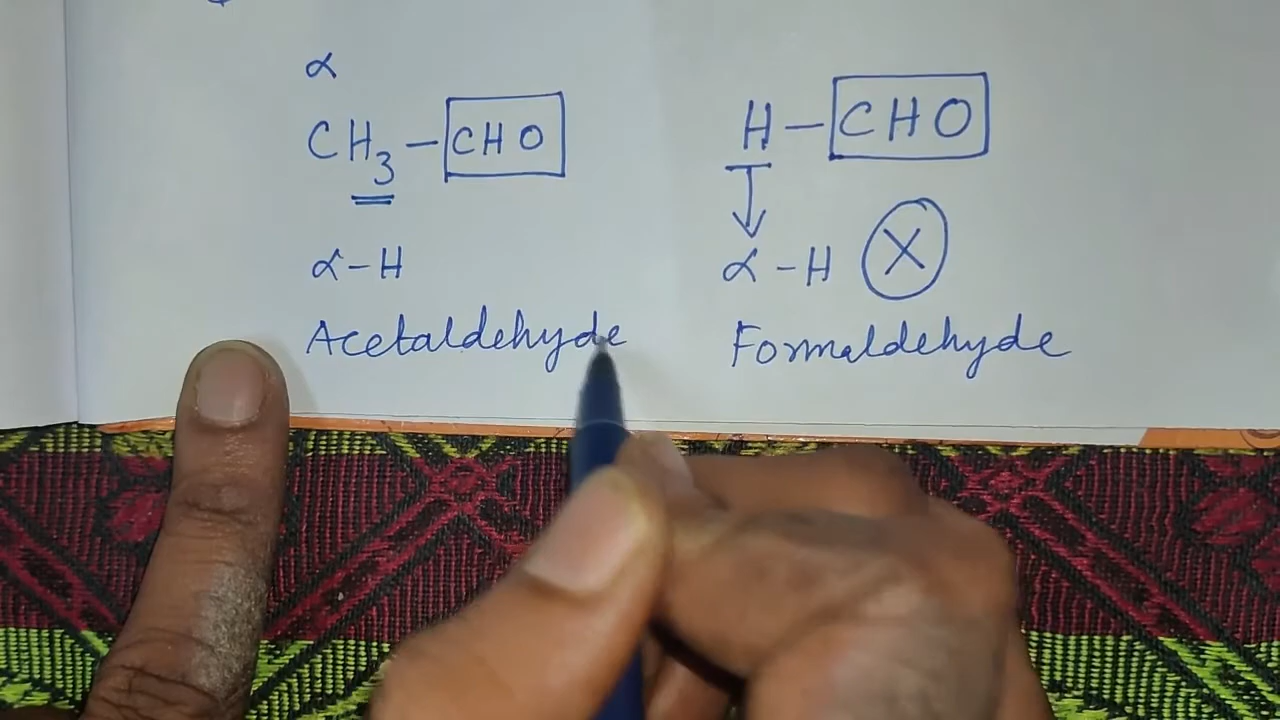 α
CH₃-CHO H-CHO
α-H α-H X
Acetaldehyde Formaldehyde